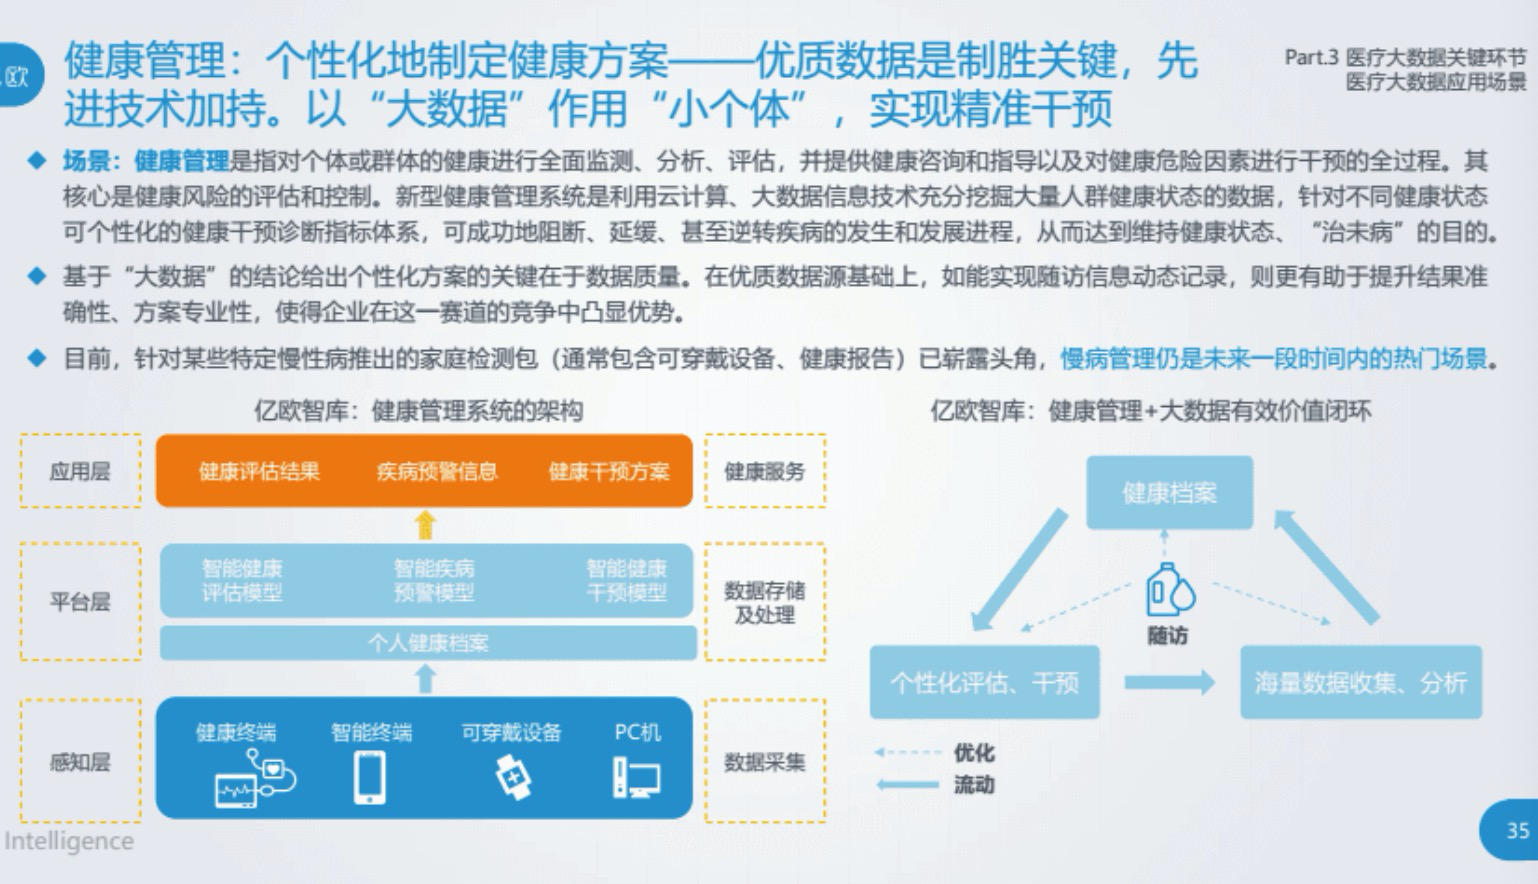 欧
健康管理：个性化地制定健康方案——优质数据是制胜关键，先
进技术加持。以“大数据”作用“小个体”，实现精准干预
Part.3 医疗大数据关键环节
医疗大数据应用场景
◆ 场景：健康管理是指对个体或群体的健康进行全面监测、分析、评估，并提供健康咨询和指导以及对健康危险因素进行干预的全过程。其
核心是健康风险的评估和控制。新型健康管理系统是利用云计算、大数据信息技术充分挖掘大量人群健康状态的数据，针对不同健康状态
可个性化的健康干预诊断指标体系，可成功地阻断、延缓、甚至逆转疾病的发生和发展进程，从而达到维持健康状态、“治未病”的目的。
◆ 基于“大数据”的结论给出个性化方案的关键在于数据质量。在优质数据源基础上，如能实现随访信息动态记录，则更有助于提升结果准
确性、方案专业性，使得企业在这一赛道的竞争中凸显优势。
◆ 目前，针对某些特定慢性病推出的家庭检测包（通常包含可穿戴设备、健康报告）已崭露头角，慢病管理仍是未来一段时间内的热门场景。
亿欧智库：健康管理系统的架构
应用层
健康评估结果 疾病预警信息 健康干预方案
健康服务
平台层
智能健康 智能疾病 智能健康
评估模型 预警模型 干预模型
个人健康档案
数据存储
及处理
感知层
健康终端 智能终端 可穿戴设备 PC机
数据采集
亿欧智库：健康管理+大数据有效价值闭环
健康档案
随访
个性化评估、干预
海量数据收集、分析
优化
流动
Intelligence
35